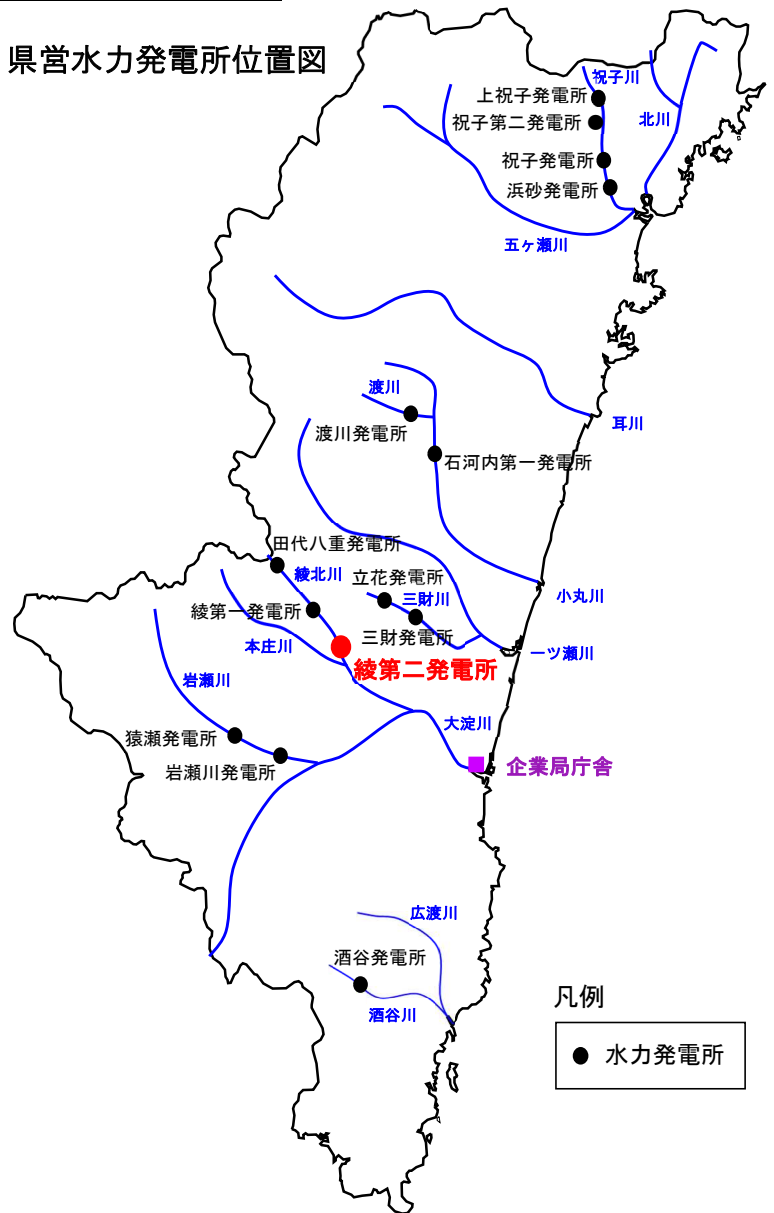 県営水力発電所位置図
祝子川
上祝子発電所
北川
祝子第二発電所
祝子発電所
浜砂発電所
五ヶ瀬川
渡川
耳川
渡川発電所
石河内第一発電所
田代八重発電所
綾北川
立花発電所
小丸川
綾第一発電所
三財川
三財発電所
本庄川
一ツ瀬川
綾第二発電所
岩瀬川
大淀川
猿瀬発電所
企業局庁舎
岩瀬川発電所
広渡川
酒谷発電所
酒谷川
凡例
水力発電所